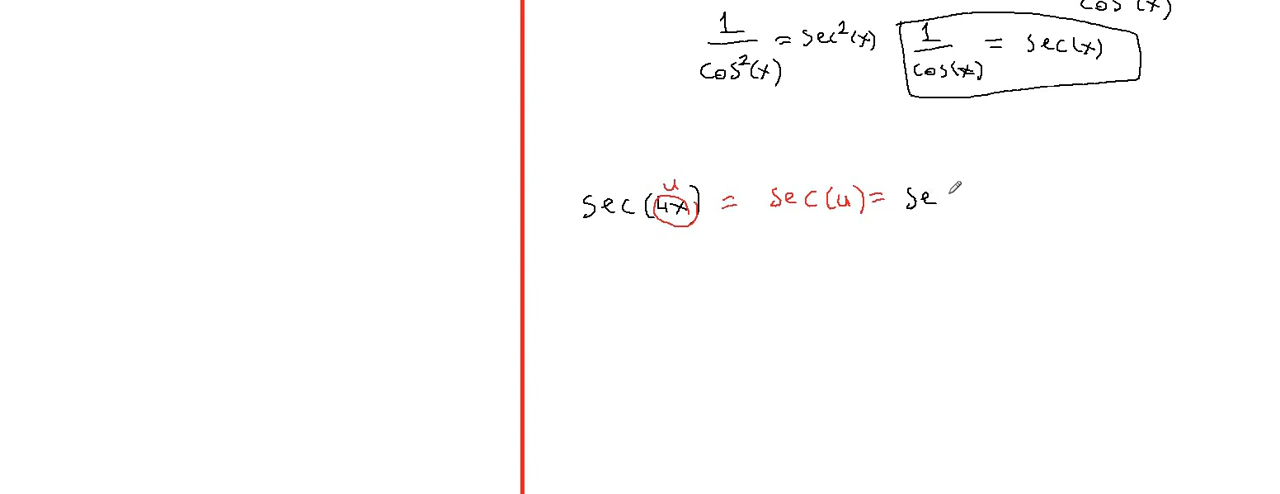 cos (x)
1/cos²(x) = sec²(x) 1/cos(x) = sec(x)
u
sec(4x) = sec(u) = se